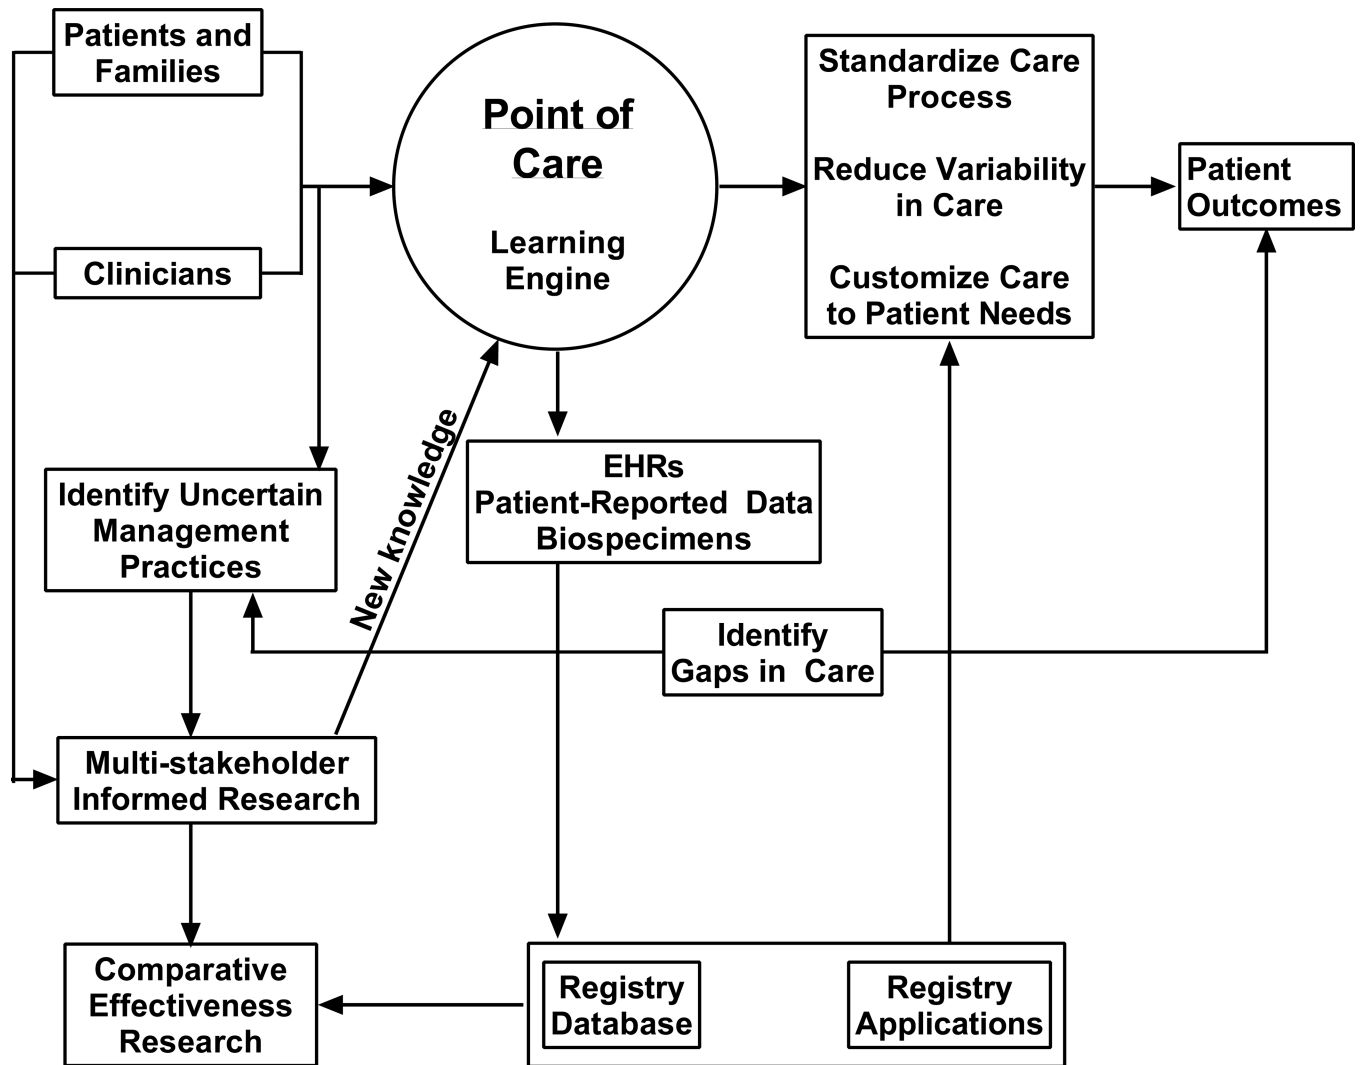 Patients and
Families
Clinicians
Point of
Care
Learning
Engine
Standardize Care
Process
Reduce Variability
in Care
Customize Care
to Patient Needs
Patient
Outcomes
Identify Uncertain
Management
Practices
New knowledge
EHRs
Patient-Reported Data
Biospecimens
Identify
Gaps in Care
Multi-stakeholder
Informed Research
Comparative
Effectiveness
Research
Registry
Database
Registry
Applications